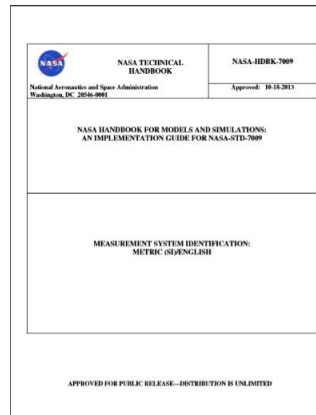 NASA
NASA TECHNICAL
HANDBOOK
NASA-HDBK-7009
National Aeronautics and Space Administration
Washington, DC 20546-0001
Approved: 10-18-2013
NASA HANDBOOK FOR MODELS AND SIMULATIONS:
AN IMPLEMENTATION GUIDE FOR NASA-STD-7009
MEASUREMENT SYSTEM IDENTIFICATION:
METRIC (SI)/ENGLISH
APPROVED FOR PUBLIC RELEASE—DISTRIBUTION IS UNLIMITED